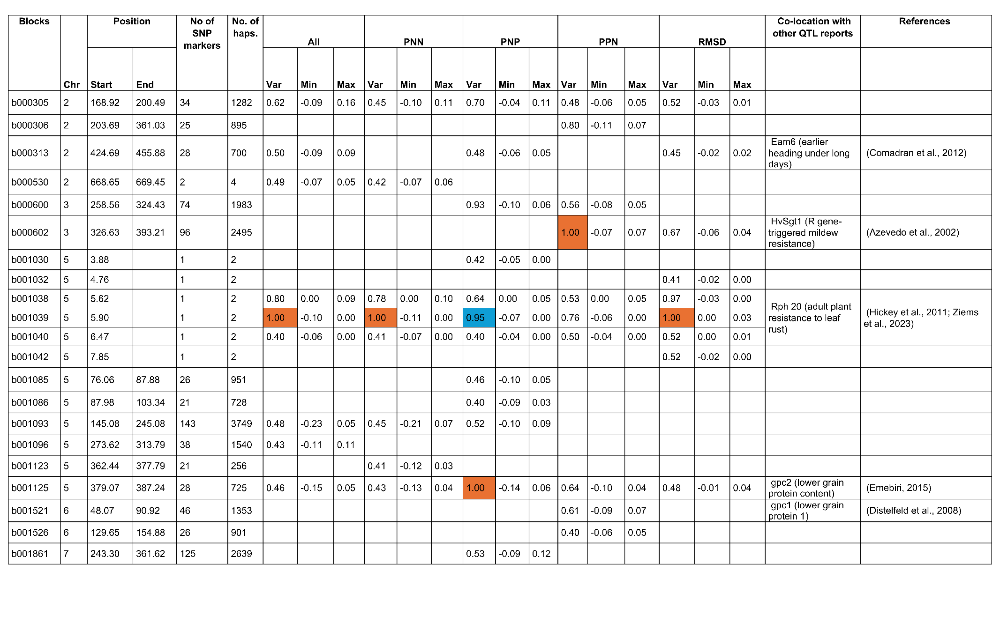 Blocks Position No of No. of Co-location with References
SNP haps. other QTL reports
markers
All PNN PNP PPN RMSD
Chr Start End Var Min Max Var Min Max Var Min Max Var Min Max Var Min Max
b000305 2 168.92 200.49 34 1282 0.62 -0.09 0.16 0.45 -0.10 0.11 0.70 -0.04 0.11 0.48 -0.06 0.05 0.52 -0.03 0.01
b000306 2 203.69 361.03 25 895 0.80 -0.11 0.07
Eam6 (earlier
b000313 2 424.69 455.88 28 700 0.50 -0.09 0.09 0.48 -0.06 0.05 0.45 -0.02 0.02 heading under long (Comadran et al., 2012)
days)
b000530 2 668.65 669.45 2 4 0.49 -0.07 0.05 0.42 -0.07 0.06
b000600 3 258.56 324.43 74 1983 0.93 -0.10 0.06 0.56 -0.08 0.05
HvSgt1 (R gene-
b000602 3 326.63 393.21 96 2495 1.00 -0.07 0.07 0.67 -0.06 0.04 triggered mildew (Azevedo et al., 2002)
resistance)
b001030 5 3.88 1 2 0.42 -0.05 0.00
b001032 5 4.76 1 2 0.41 -0.02 0.00
b001038 5 5.62 1 2 0.80 0.00 0.09 0.78 0.00 0.10 0.64 0.00 0.05 0.53 0.00 0.05 0.97 -0.03 0.00
Rph 20 (adult plant (Hickey et al., 2011; Ziems
b001039 5 5.90 1 2 1.00 -0.10 0.00 1.00 -0.11 0.00 0.95 -0.07 0.00 0.76 -0.06 0.00 1.00 0.00 0.03 resistance to leaf et al., 2023)
rust)
b001040 5 6.47 1 2 0.40 -0.06 0.00 0.41 -0.07 0.00 0.40 -0.04 0.00 0.50 -0.04 0.00 0.52 0.00 0.01
b001042 5 7.85 1 2 0.52 -0.02 0.00
b001085 5 76.06 87.88 26 951 0.46 -0.10 0.05
b001086 5 87.98 103.34 21 728 0.40 -0.09 0.03
b001093 5 145.08 245.08 143 3749 0.48 -0.23 0.05 0.45 -0.21 0.07 0.52 -0.10 0.09
b001096 5 273.62 313.79 38 1540 0.43 -0.11 0.11
b001123 5 362.44 377.79 21 256 0.41 -0.12 0.03
b001125 5 379.07 387.24 28 725 0.46 -0.15 0.05 0.43 -0.13 0.04 1.00 -0.14 0.06 0.64 -0.10 0.04 0.48 -0.01 0.04 gpc2 (lower grain (Emebiri, 2015)
protein content)
b001521 6 48.07 90.92 46 1353 0.61 -0.09 0.07 gpc1 (lower grain (Distelfeld et al., 2008)
protein 1)
b001526 6 129.65 154.88 26 901 0.40 -0.06 0.05
b001861 7 243.30 361.62 125 2639 0.53 -0.09 0.12